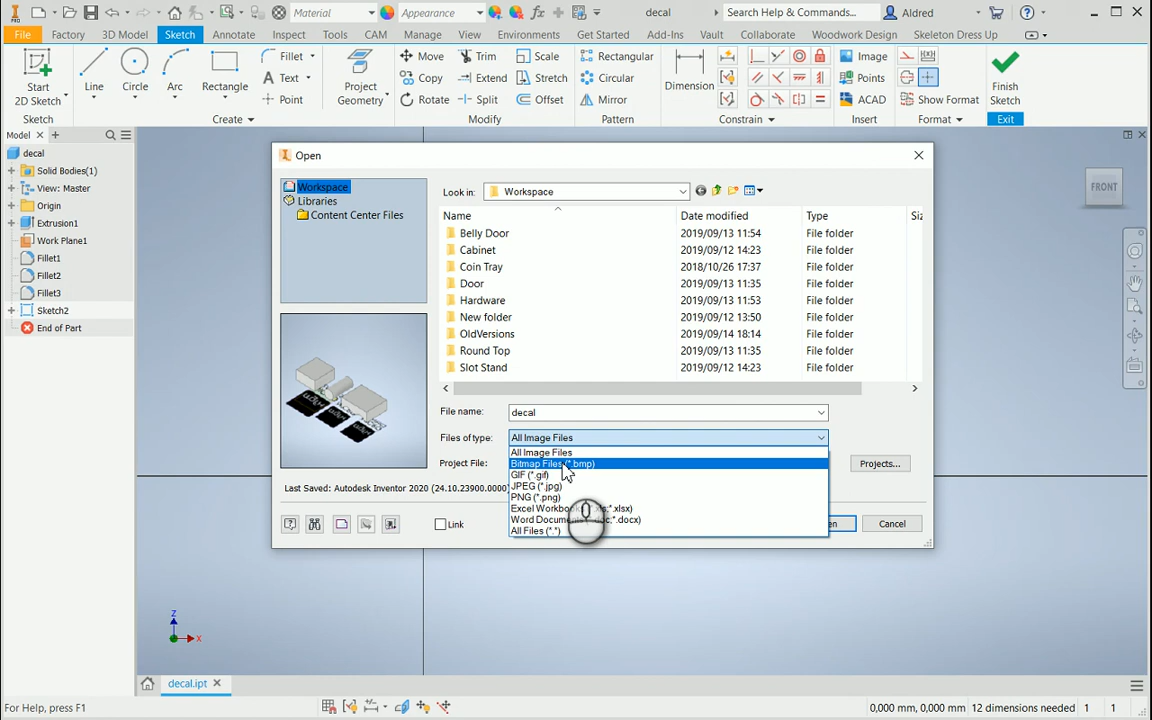 Material
Appearance
decal
Search Help & Commands...
Aldred
File
Factory
3D Model
Sketch
Annotate
Inspect
Tools
CAM
Manage
View
Environments
Get Started
Add-Ins
Vault
Collaborate
Woodwork Design
Skeleton Dress Up
Start
2D Sketch
Line
Circle
Arc
Rectangle
Fillet
Text
Point
Project
Geometry
Move
Copy
Rotate
Trim
Extend
Split
Scale
Stretch
Offset
Rectangular
Circular
Mirror
Dimension
Image
Points
ACAD
Show Format
Finish
Sketch
Sketch
Create
Modify
Pattern
Constrain
Insert
Format
Exit
Model
decal
Solid Bodies(1)
View: Master
Origin
Extrusion1
Work Plane1
Fillet1
Fillet2
Fillet3
Sketch2
End of Part
FRONT
Open
Workspace
Libraries
Content Center Files
Look in:
Workspace
Name Date modified Type
Belly Door 2019/09/13 11:54 File folder
Cabinet 2019/09/12 14:23 File folder
Coin Tray 2018/10/26 17:37 File folder
Door 2019/09/13 11:35 File folder
Hardware 2019/09/13 11:53 File folder
New folder 2019/09/12 13:50 File folder
OldVersions 2019/09/14 18:14 File folder
Round Top 2019/09/13 11:35 File folder
Slot Stand 2019/09/12 14:23 File folder
File name: decal
Files of type: All Image Files
Project File:
Projects...
All Image Files
Bitmap Files (*.bmp)
GIF (*.gif)
JPEG (*.jpg)
PNG (*.png)
Excel
Word
All Files (*.*)
Last Saved: Autodesk Inventor 2020 (24.10.23900.0000)
Link
Cancel
Z
X
decal.ipt
For Help, press F1
0,000 mm, 0,000 mm 12 dimensions needed 1 1